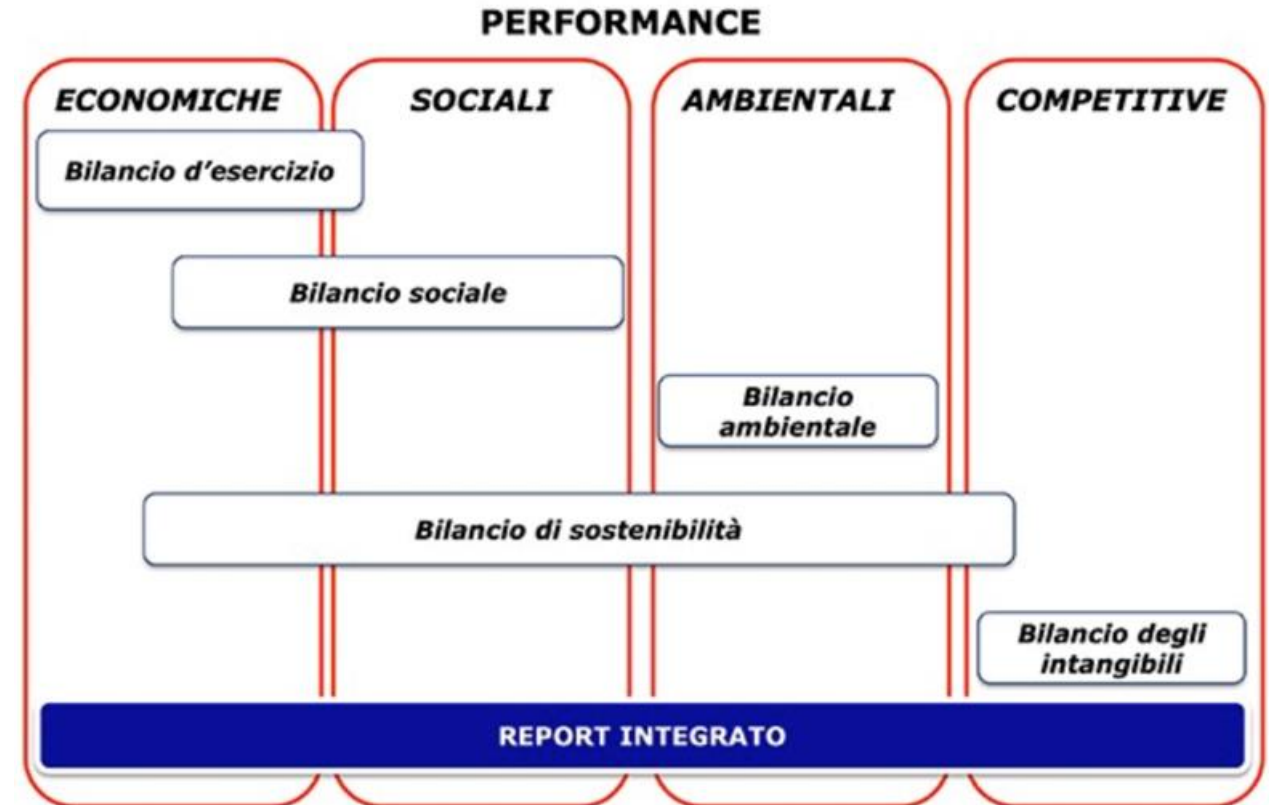 PERFORMANCE
ECONOMICHE
SOCIALI
AMBIENTALI
COMPETITIVE
Bilancio d'esercizio
Bilancio sociale
Bilancio
ambientale
Bilancio di sostenibilità
Bilancio degli
intangibili
REPORT INTEGRATO